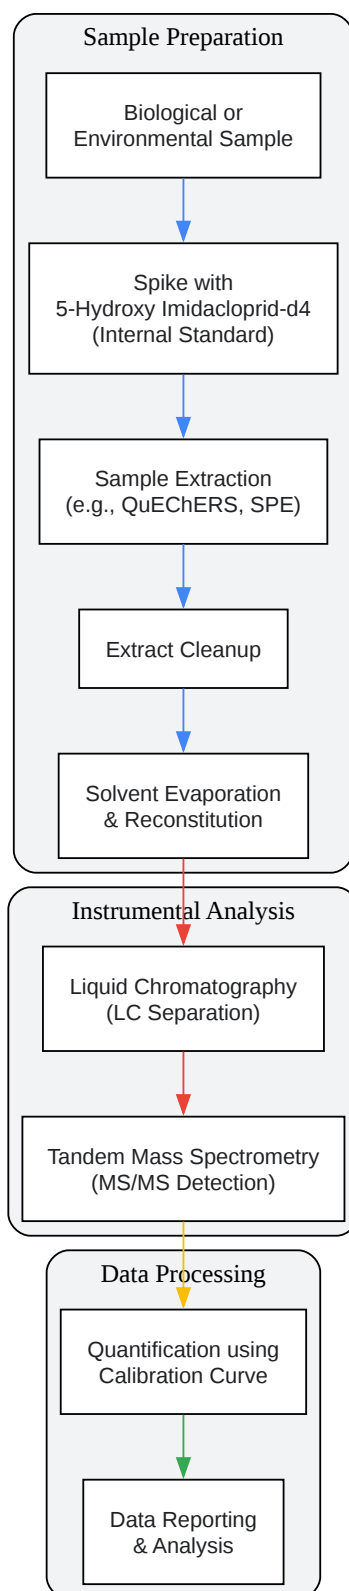 Sample Preparation
Biological or
Environmental Sample
Spike with
5-Hydroxy Imidacloprid-d4
(Internal Standard)
Sample Extraction
(e.g., QuEChERS, SPE)
Extract Cleanup
Solvent Evaporation
& Reconstitution
Instrumental Analysis
Liquid Chromatography
(LC Separation)
Tandem Mass Spectrometry
(MS/MS Detection)
Data Processing
Quantification using
Calibration Curve
Data Reporting
& Analysis